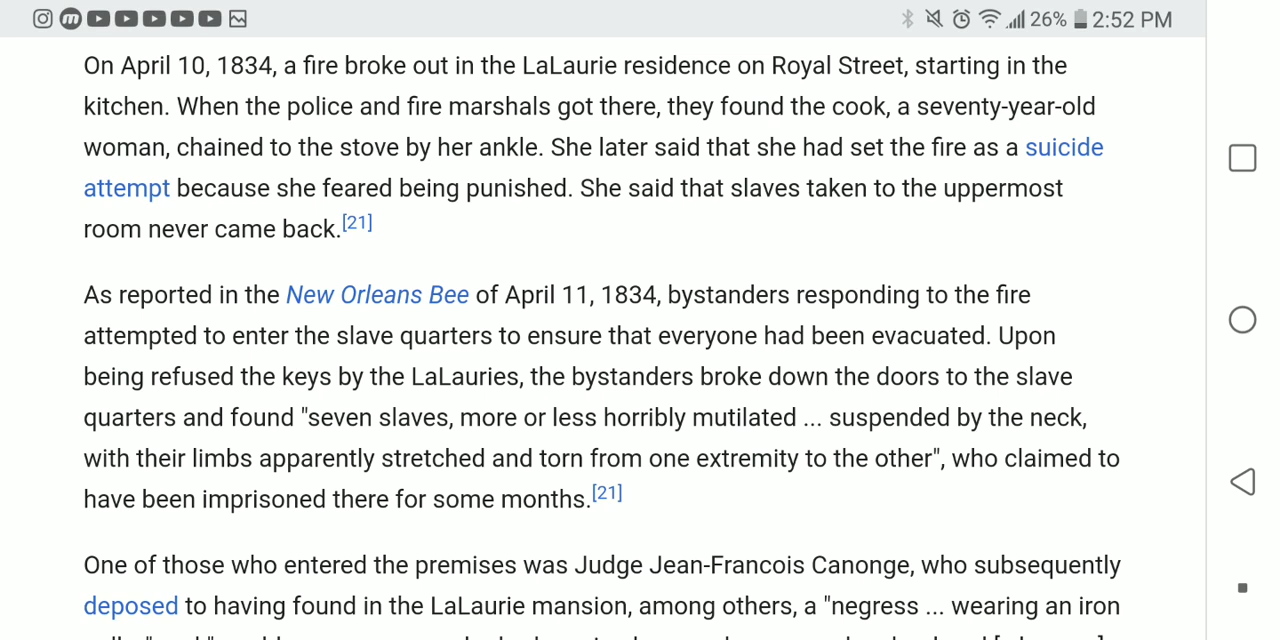 26% 2:52 PM
On April 10, 1834, a fire broke out in the LaLaurie residence on Royal Street, starting in the
kitchen. When the police and fire marshals got there, they found the cook, a seventy-year-old
woman, chained to the stove by her ankle. She later said that she had set the fire as a suicide
attempt because she feared being punished. She said that slaves taken to the uppermost
room never came back.[21]
As reported in the New Orleans Bee of April 11, 1834, bystanders responding to the fire
attempted to enter the slave quarters to ensure that everyone had been evacuated. Upon
being refused the keys by the LaLauries, the bystanders broke down the doors to the slave
quarters and found "seven slaves, more or less horribly mutilated ... suspended by the neck,
with their limbs apparently stretched and torn from one extremity to the other", who claimed to
have been imprisoned there for some months.[21]
One of those who entered the premises was Judge Jean-Francois Canonge, who subsequently
deposed to having found in the LaLaurie mansion, among others, a "negress ... wearing an iron